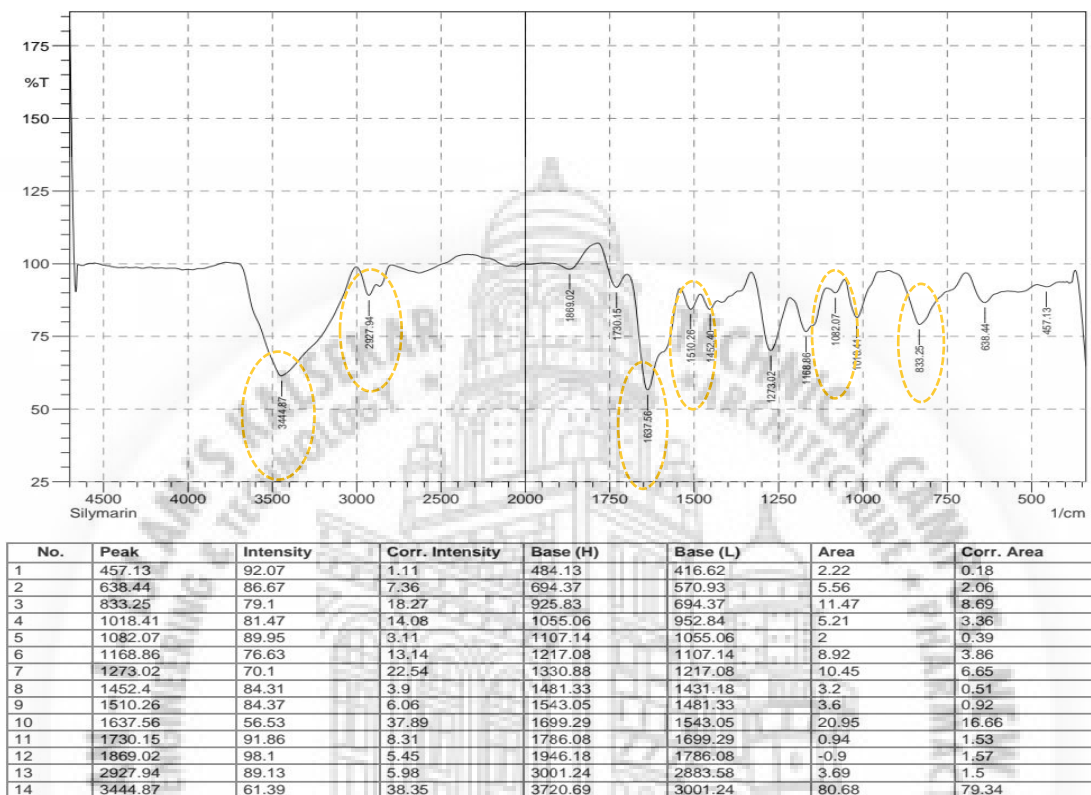 175
%T
150
125
100
75
50
25
3444.87
2927.94
1869.02
1730.15
1637.56
1510.26
1452.40
1273.02
1168.86
1082.07
1018.41
833.25
638.44
457.13
4500 4000 3500 3000 2500 2000 1750 1500 1250 1000 750 500
Silymarin 1/cm
No. Peak Intensity Corr. Intensity Base (H) Base (L) Area Corr. Area
1 457.13 92.07 1.11 484.13 416.62 2.22 0.18
2 638.44 86.67 7.36 694.37 570.93 5.56 2.06
3 833.25 79.1 18.27 925.83 694.37 11.47 8.69
4 1018.41 81.47 14.08 1055.06 952.84 5.21 3.36
5 1082.07 89.95 3.11 1107.14 1055.06 2 0.39
6 1168.86 76.63 13.14 1217.08 1107.14 8.92 3.86
7 1273.02 70.1 22.54 1330.88 1217.08 10.45 6.65
8 1452.4 84.31 3.9 1481.33 1431.18 3.2 0.51
9 1510.26 84.37 6.06 1543.05 1481.33 3.6 0.92
10 1637.56 56.53 37.89 1699.29 1543.05 20.95 16.66
11 1730.15 91.86 8.31 1786.08 1699.29 0.94 1.53
12 1869.02 98.1 5.45 1946.18 1786.08 -0.9 1.57
13 2927.94 89.13 5.98 3001.24 2883.58 3.69 1.5
14 3444.87 61.39 38.35 3720.69 3001.24 80.68 79.34
KALSEKAR
TECHNICAL CAMPUS
ENGINEERING & TECHNOLOGY
ARCHITECTURE